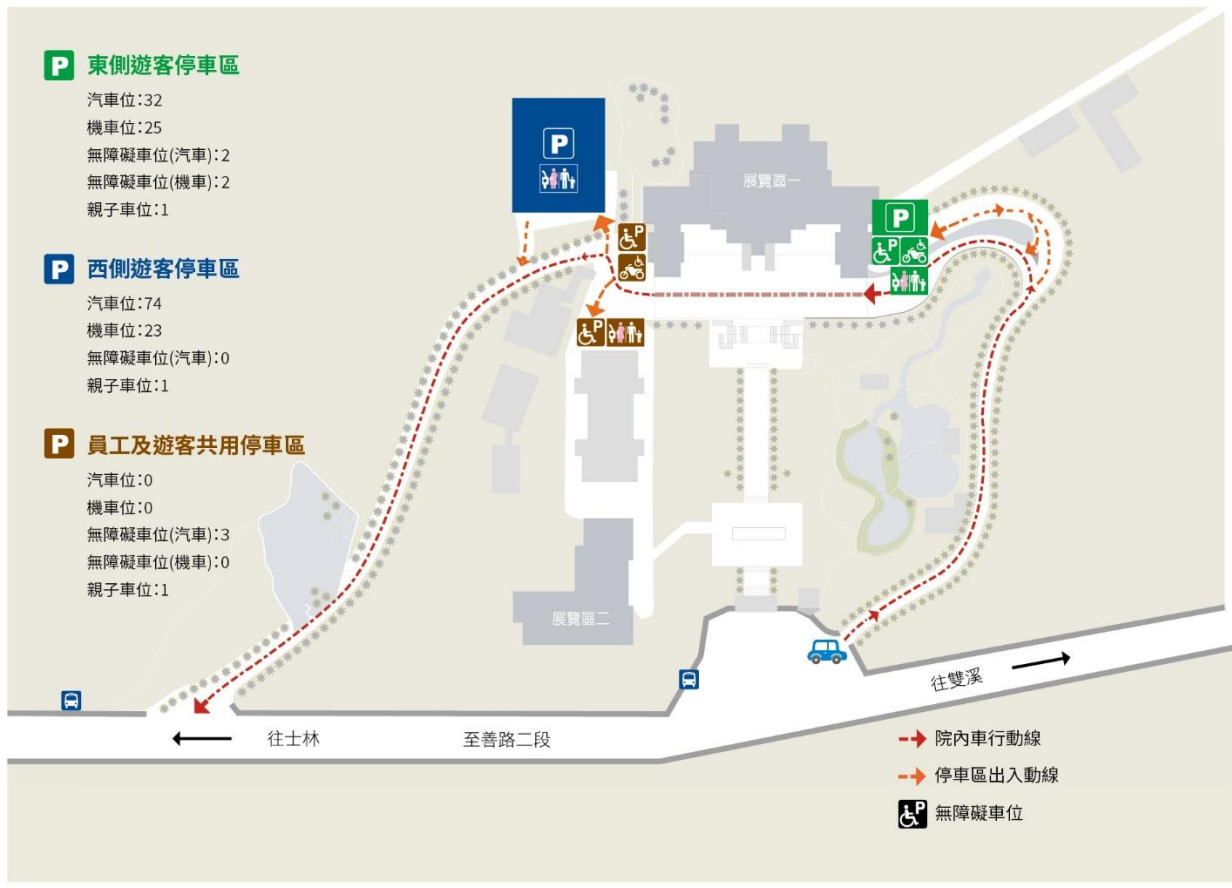 P 東側遊客停車區
汽車位:32
機車位:25
無障礙車位(汽車):2
無障礙車位(機車):2
親子車位:1
P 西側遊客停車區
汽車位:74
機車位:23
無障礙車位(汽車):0
親子車位:1
P 員工及遊客共用停車區
汽車位:0
機車位:0
無障礙車位(汽車):3
無障礙車位(機車):0
親子車位:1
P
展覽區一
P
P
P
P
展覽區二
往雙溪
往士林
至善路二段
院內車行動線
停車區出入動線
P 無障礙車位